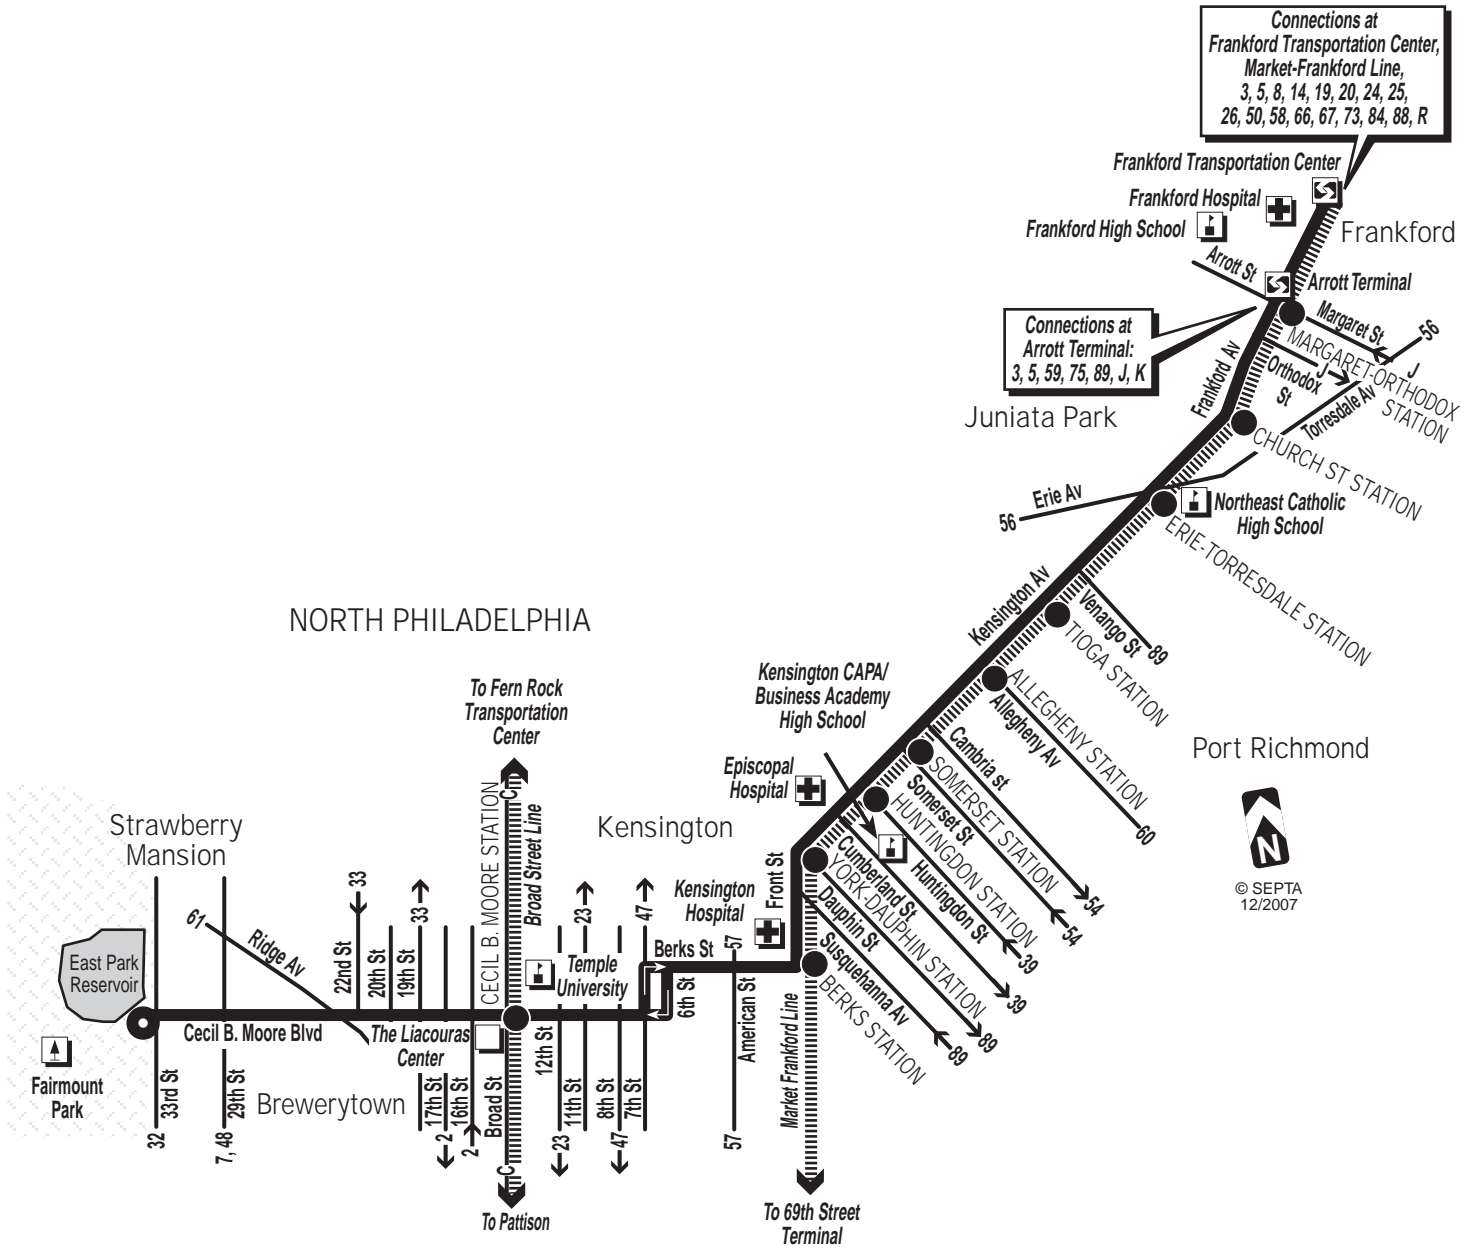 Connections at
Frankford Transportation Center,
Market-Frankford Line,
3, 5, 8, 14, 19, 20, 24, 25,
26, 50, 58, 66, 67, 73, 84, 88, R
Frankford Transportation Center
Frankford Hospital
Frankford High School
Frankford
Arrott St
Arrott Terminal
Connections at
Arrott Terminal:
3, 5, 59, 75, 89, J, K
Margaret St
56
J
MARGARET-ORTHODOX
STATION
Orthodox
St
J
Frankford Av
Torresdale Av
Juniata Park
CHURCH ST STATION
Erie Av
56
Northeast Catholic
High School
ERIE-TORRESDALE STATION
Kensington Av
Venango St
89
TIOGA STATION
NORTH PHILADELPHIA
Kensington CAPA/
Business Academy
High School
ALLEGHENY STATION
Allegheny Av
60
Port Richmond
To Fern Rock
Transportation
Center
Episcopal
Hospital
Cambria st
54
SOMERSET STATION
Somerset St
54
HUNTINGDON STATION
Huntingdon St
39
N
© SEPTA
12/2007
Strawberry
Mansion
Kensington
C
CECIL B. MOORE STATION
Broad Street Line
Cumberland St
39
YORK-DAUPHIN STATION
Dauphin St
89
Front St
Kensington
Hospital
Susquehanna Av
89
BERKS STATION
33
61
Ridge Av
22nd St
20th St
19th St
33
23
47
Berks St
57
Temple
University
6th St
East Park
Reservoir
Cecil B. Moore Blvd
The Liacouras
Center
12th St
American St
Market Frankford Line
Fairmount
Park
33rd St
32
29th St
7, 48
Brewerytown
17th St
2
16th St
2
Broad St
C
11th St
23
8th St
47
7th St
57
To Pattison
To 69th Street
Terminal